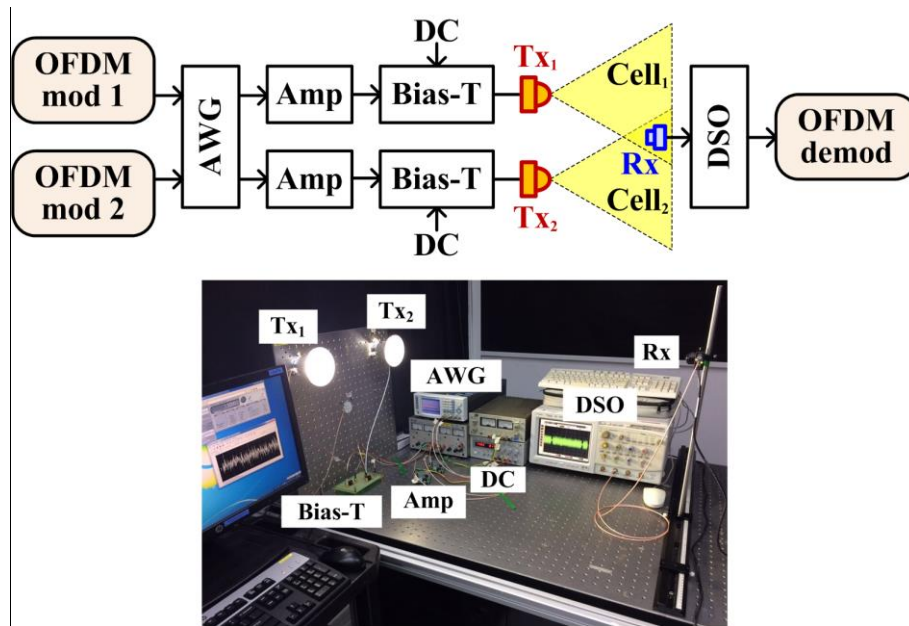 DC
OFDM
mod 1
AWG
Amp
Bias-T
Tx₁
Cell₁
DSO
OFDM
demod
Rx
OFDM
mod 2
Amp
Bias-T
Tx₂
Cell₂
DC
Tx₁
Tx₂
Rx
AWG
DSO
DC
Amp
Bias-T